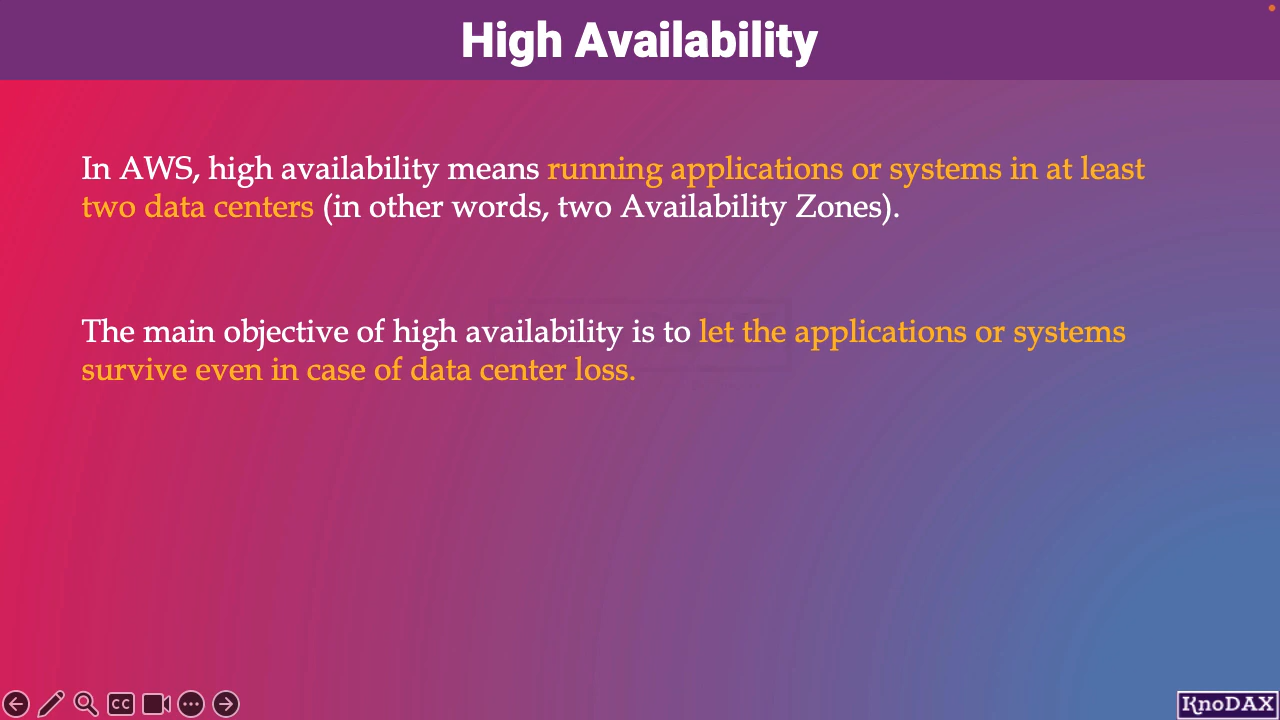 High Availability
In AWS, high availability means running applications or systems in at least
two data centers (in other words, two Availability Zones).
The main objective of high availability is to let the applications or systems
survive even in case of data center loss.
CC
KnoDAX